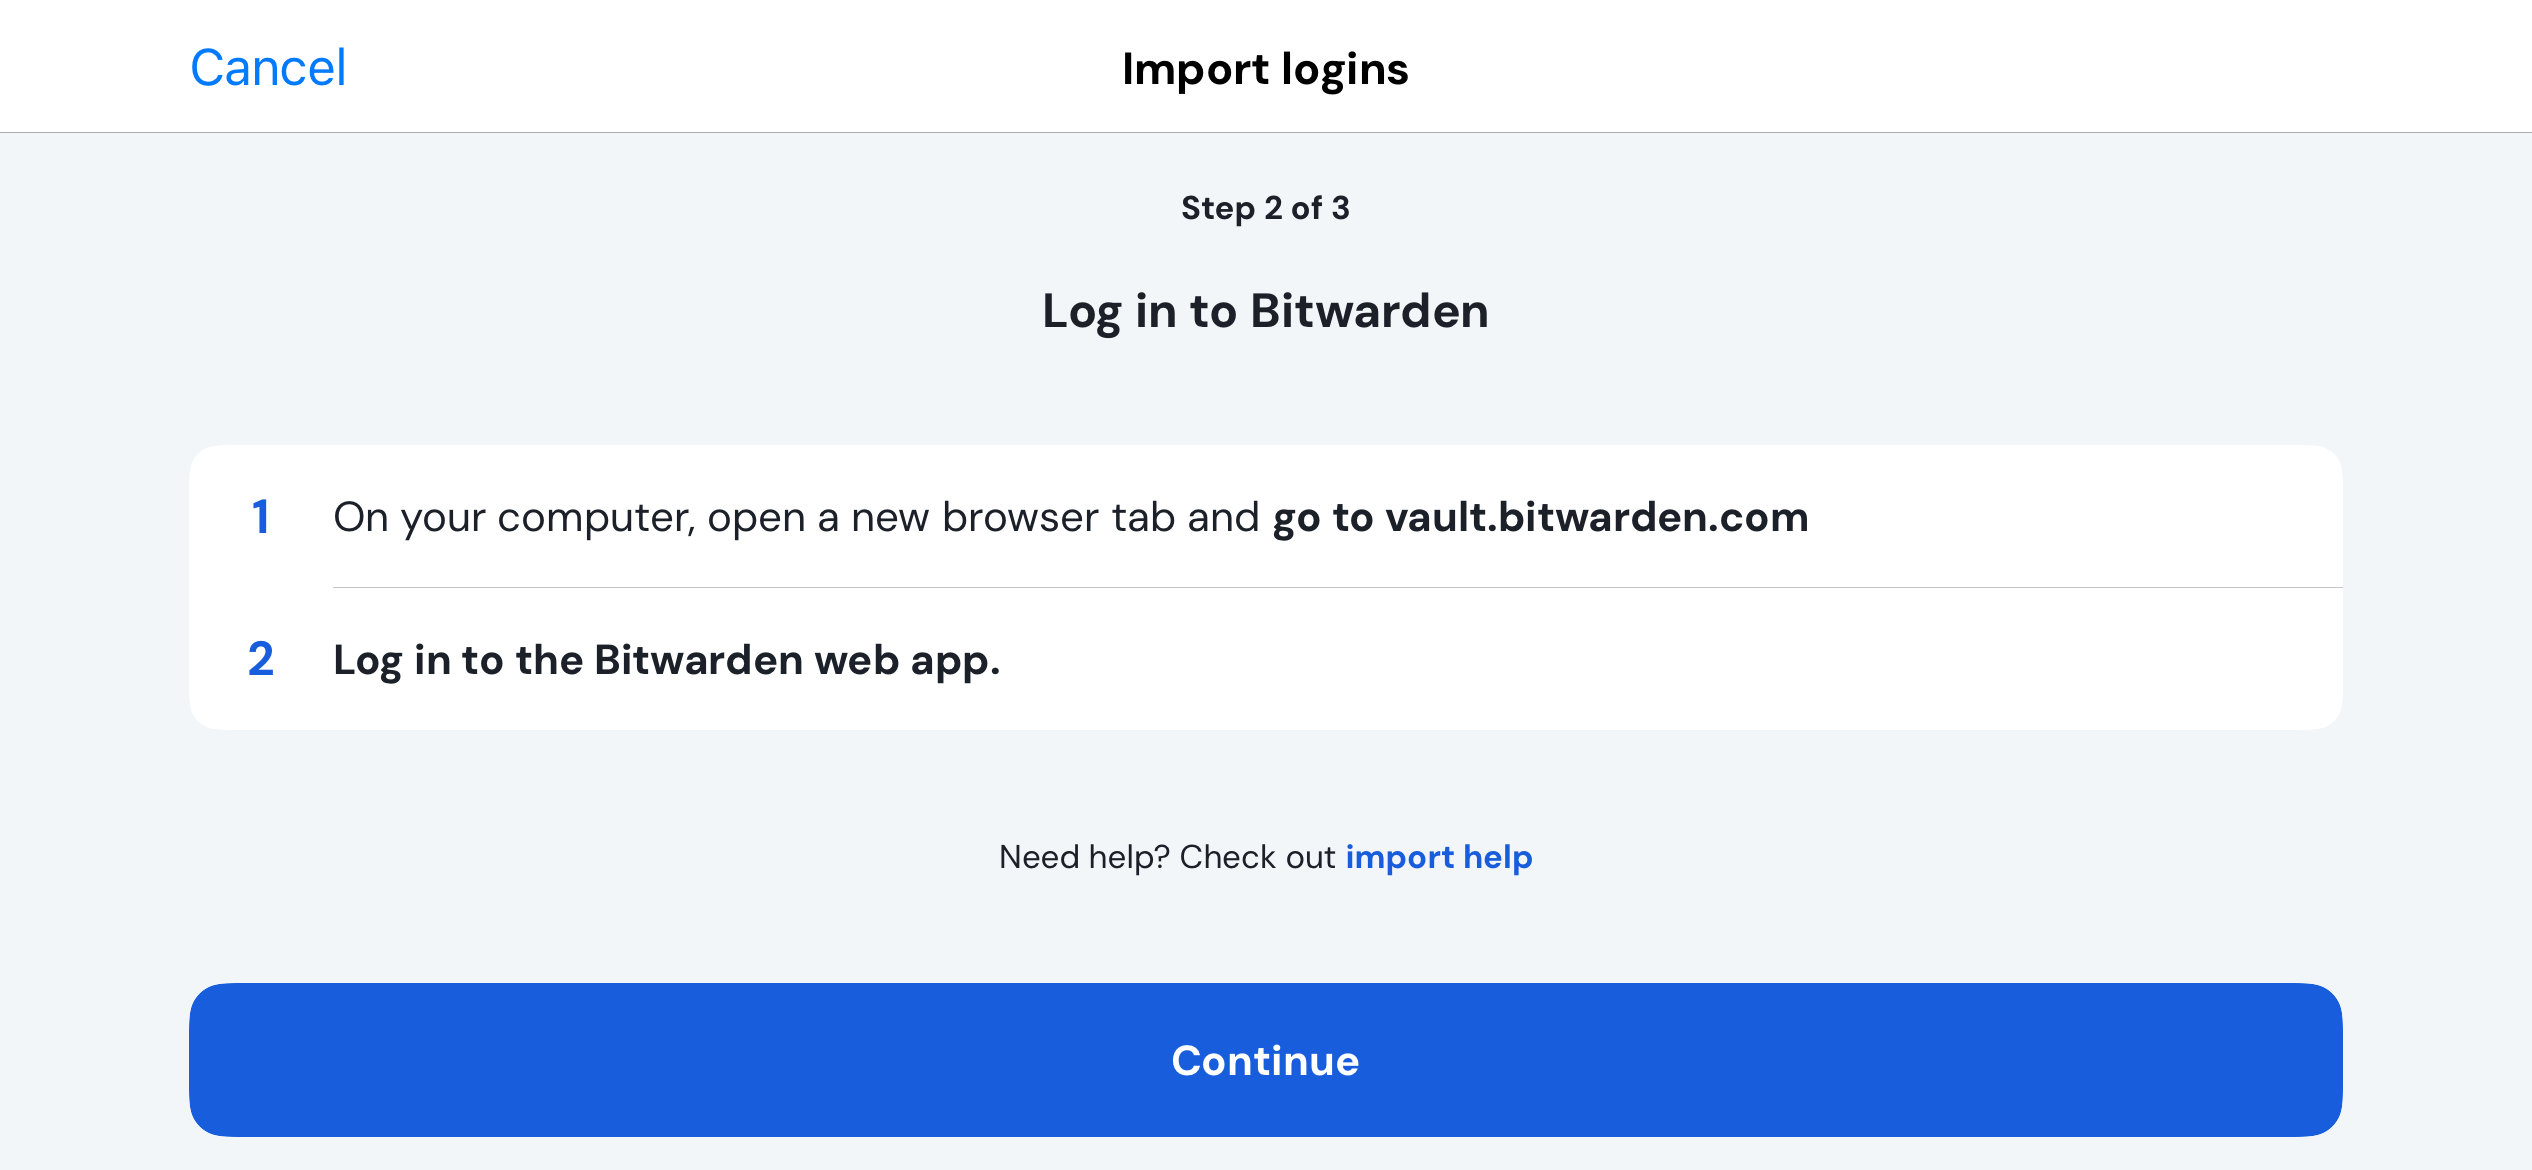 Cancel
Import logins
Step 2 of 3
Log in to Bitwarden
1 On your computer, open a new browser tab and go to vault.bitwarden.com
2 Log in to the Bitwarden web app.
Need help? Check out import help
Continue